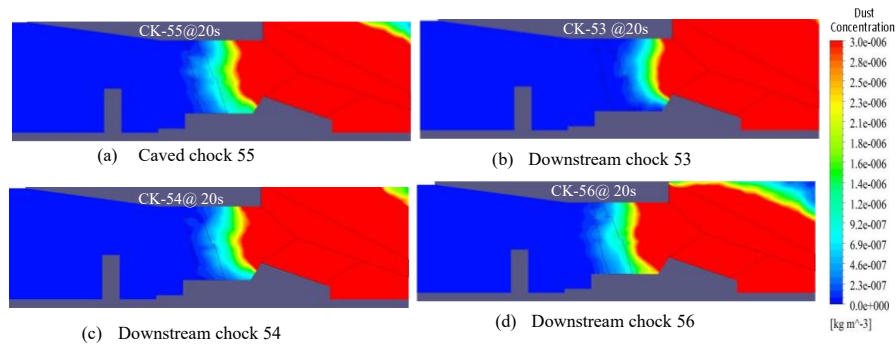 CK-55@20s
CK-53 @20s
(a) Caved chock 55
(b) Downstream chock 53
CK-54@ 20s
CK-56@ 20s
(c) Downstream chock 54
(d) Downstream chock 56
Dust
Concentration
3.0e-006
2.8e-006
2.6e-006
2.3e-006
2.1e-006
1.8e-006
1.6e-006
1.4e-006
1.2e-006
9.2e-007
6.9e-007
4.6e-007
2.3e-007
0.0e+000
[kg m^-3]